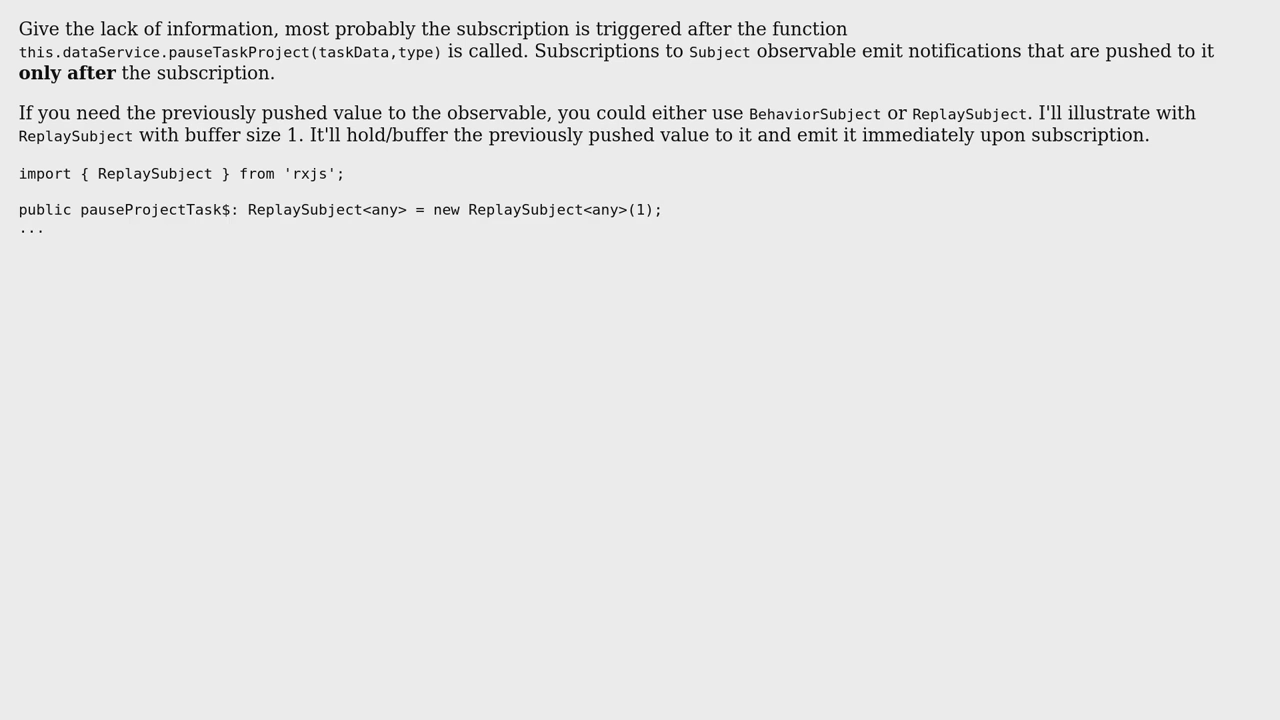 Give the lack of information, most probably the subscription is triggered after the function
this.dataService.pauseTaskProject(taskData,type) is called. Subscriptions to Subject observable emit notifications that are pushed to it
only after the subscription.
If you need the previously pushed value to the observable, you could either use BehaviorSubject or ReplaySubject. I'll illustrate with
ReplaySubject with buffer size 1. It'll hold/buffer the previously pushed value to it and emit it immediately upon subscription.
import { ReplaySubject } from 'rxjs';
public pauseProjectTask$: ReplaySubject<any> = new ReplaySubject<any>(1);
...